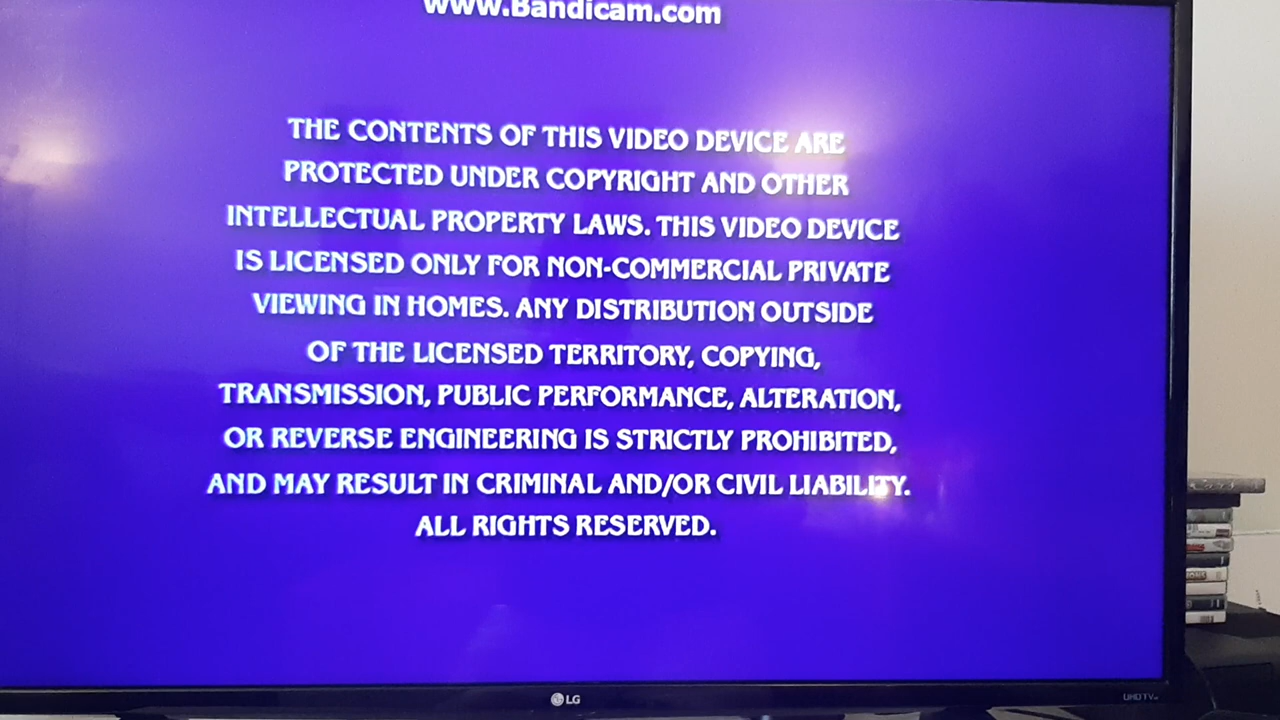 www.Bandicam.com
THE CONTENTS OF THIS VIDEO DEVICE ARE
PROTECTED UNDER COPYRIGHT AND OTHER
INTELLECTUAL PROPERTY LAWS. THIS VIDEO DEVICE
IS LICENSED ONLY FOR NON-COMMERCIAL PRIVATE
VIEWING IN HOMES. ANY DISTRIBUTION OUTSIDE
OF THE LICENSED TERRITORY, COPYING,
TRANSMISSION, PUBLIC PERFORMANCE, ALTERATION,
OR REVERSE ENGINEERING IS STRICTLY PROHIBITED,
AND MAY RESULT IN CRIMINAL AND/OR CIVIL LIABILITY.
ALL RIGHTS RESERVED.
LG
UHD TV